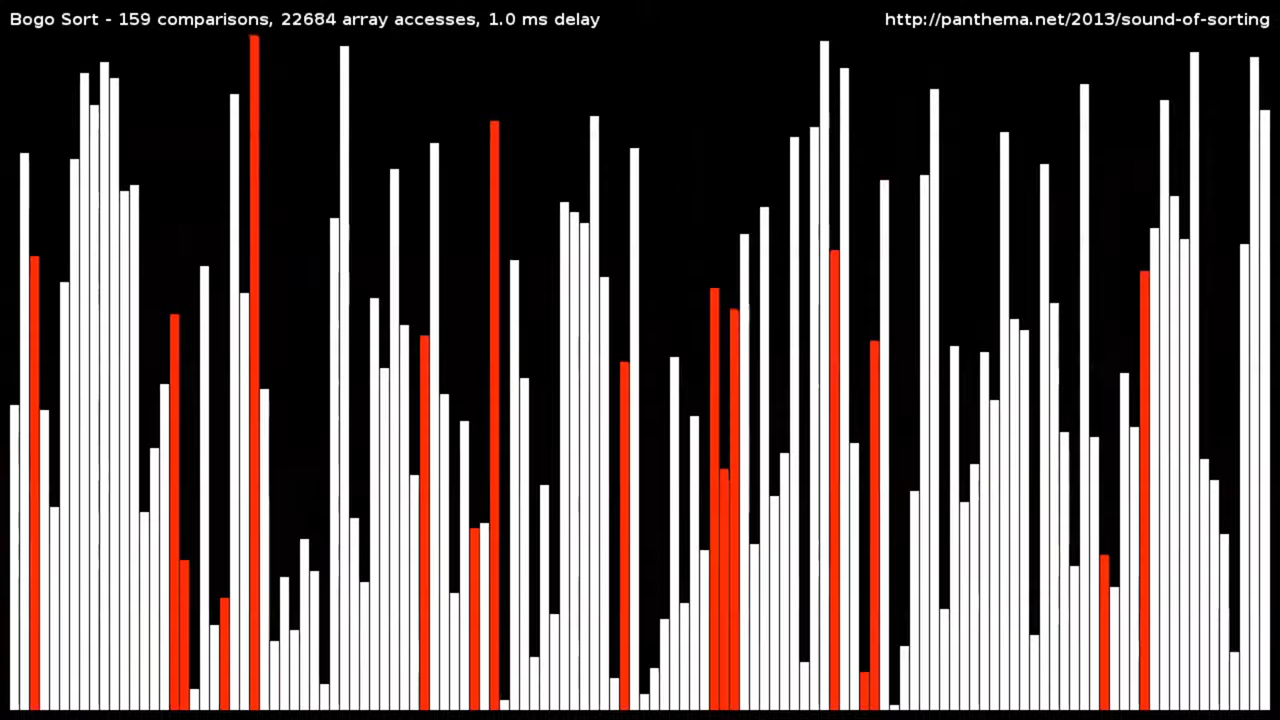 Bogo Sort - 159 comparisons, 22684 array accesses, 1.0 ms delay
http://panthema.net/2013/sound-of-sorting